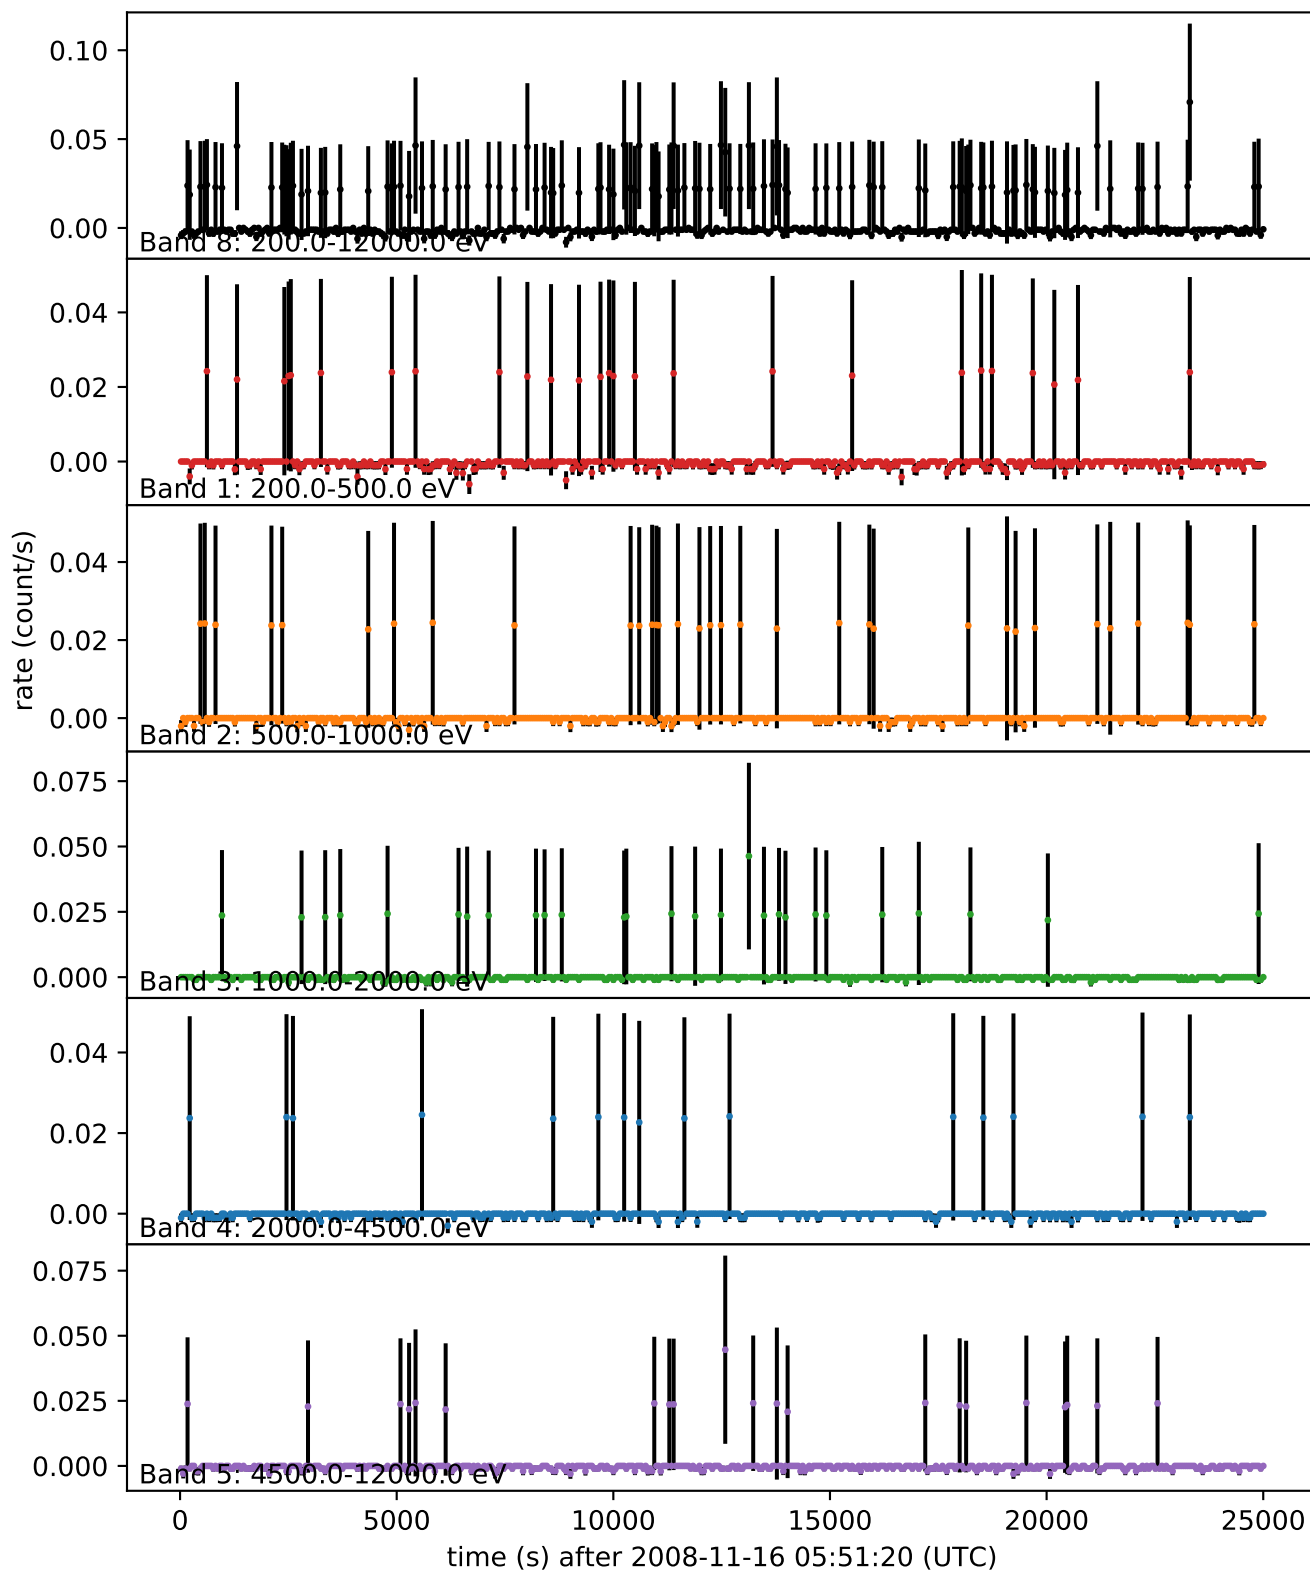 0.10
0.05
0.00
Band 8: 200.0-12000.0 eV
0.04
0.02
0.00
Band 1: 200.0-500.0 eV
rate (count/s)
0.04
0.02
0.00
Band 2: 500.0-1000.0 eV
0.075
0.050
0.025
0.000
Band 3: 1000.0-2000.0 eV
0.04
0.02
0.00
Band 4: 2000.0-4500.0 eV
0.075
0.050
0.025
0.000
Band 5: 4500.0-12000.0 eV
0 5000 10000 15000 20000 25000
time (s) after 2008-11-16 05:51:20 (UTC)